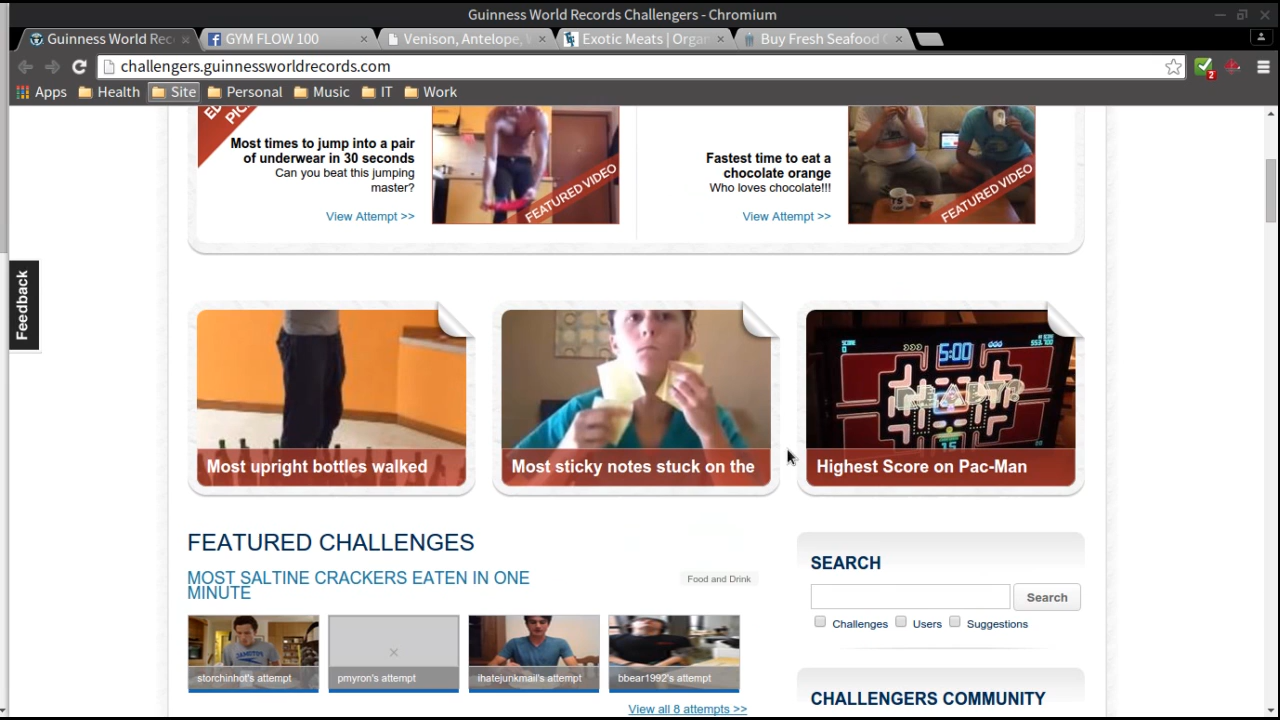 Guinness World Records Challengers - Chromium
Guinness World Rec
GYM FLOW 100
Venison, Antelope,
Exotic Meats | Orga
Buy Fresh Seafood
challengers.guinnessworldrecords.com
2
Apps Health Site Personal Music IT Work
Most times to jump into a pair
of underwear in 30 seconds
Can you beat this jumping
master?
View Attempt >>
FEATURED VIDEO
Fastest time to eat a
chocolate orange
Who loves chocolate!!!
View Attempt >>
FEATURED VIDEO
Feedback
Most upright bottles walked
Most sticky notes stuck on the
5:00
READY?
15
Highest Score on Pac-Man
FEATURED CHALLENGES
MOST SALTINE CRACKERS EATEN IN ONE
MINUTE
Food and Drink
storchinhot's attempt
pmyron's attempt
ihatejunkmail's attempt
bbear1992's attempt
View all 8 attempts >>
SEARCH
Search
Challenges Users Suggestions
CHALLENGERS COMMUNITY